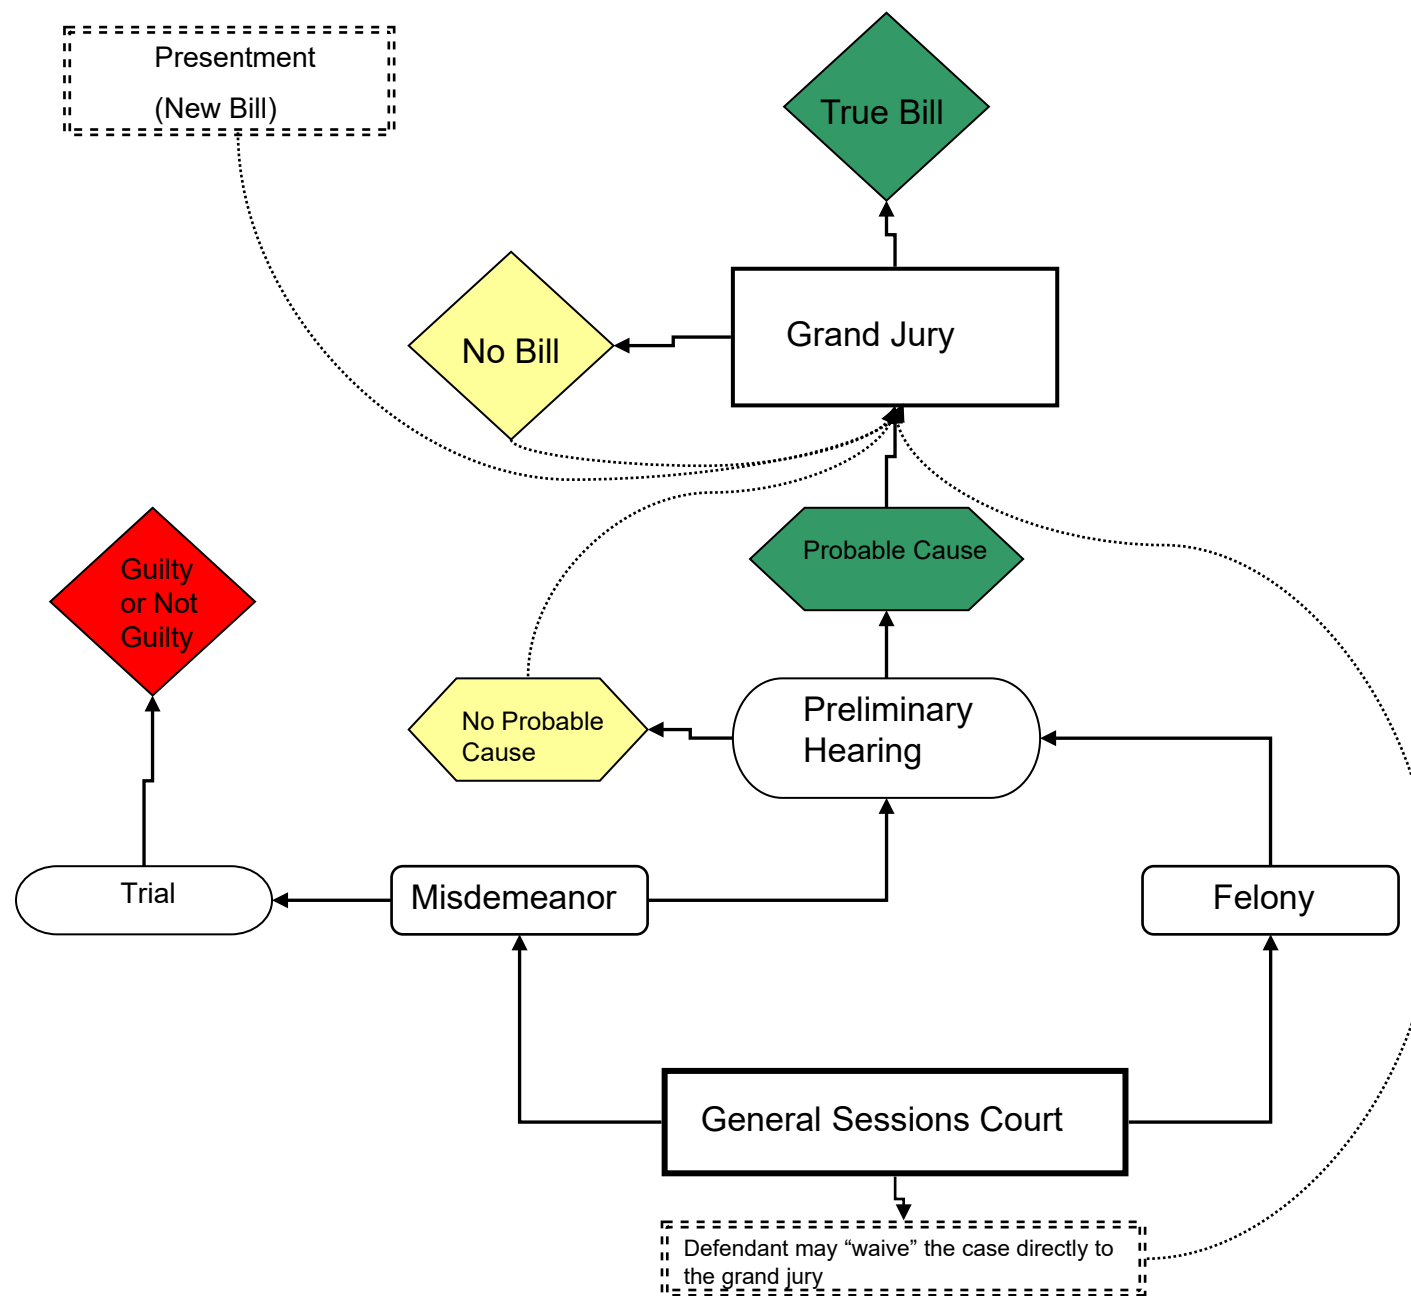 Presentment
(New Bill)
True Bill
Grand Jury
No Bill
Probable Cause
Guilty
or Not
Guilty
No Probable
Cause
Preliminary
Hearing
Trial
Misdemeanor
Felony
General Sessions Court
Defendant may “waive” the case directly to
the grand jury